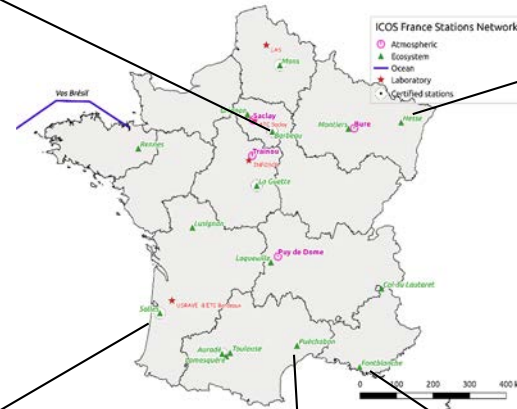 ICOS France Stations Network
Atmospheric
Ecosystem
Ocean
Laboratory
Certified stations
LAS
Mons
Vos Brésil
Saclay
Barbeau
Montiers
Bure
Hesse
Rennes
Trainou
La Guette
Lusignan
Laqueuille
Puy de Dome
Col du Lautaret
Salles
Auradé
Toulouse
Puéchabon
Fontblanche
0 100 200 300 400 k